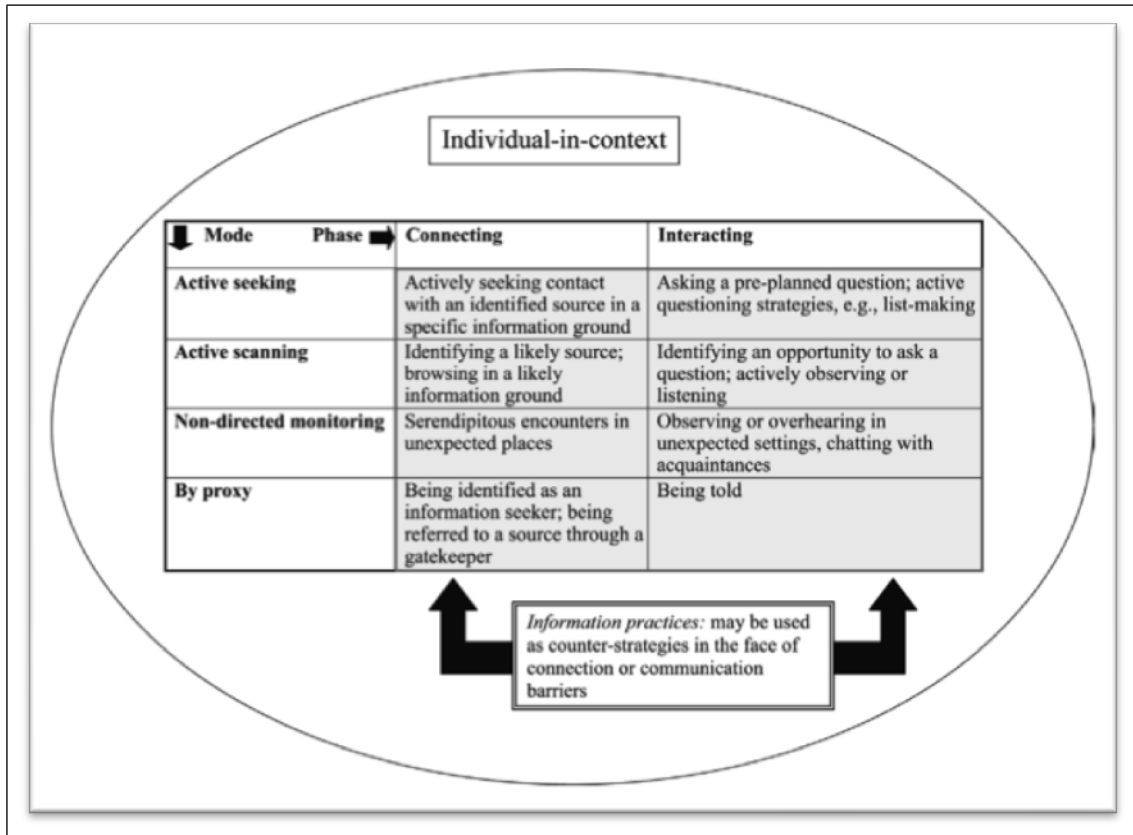 Individual-in-context
Mode Phase Connecting Interacting
Active seeking
Actively seeking contact
with an identified source in a
specific information ground
Asking a pre-planned question; active
questioning strategies, e.g., list-making
Active scanning
Identifying a likely source;
browsing in a likely
information ground
Identifying an opportunity to ask a
question; actively observing or
listening
Non-directed monitoring
Serendipitous encounters in
unexpected places
Observing or overhearing in
unexpected settings, chatting with
acquaintances
By proxy
Being identified as an
information seeker; being
referred to a source through a
gatekeeper
Being told
Information practices: may be used
as counter-strategies in the face of
connection or communication
barriers